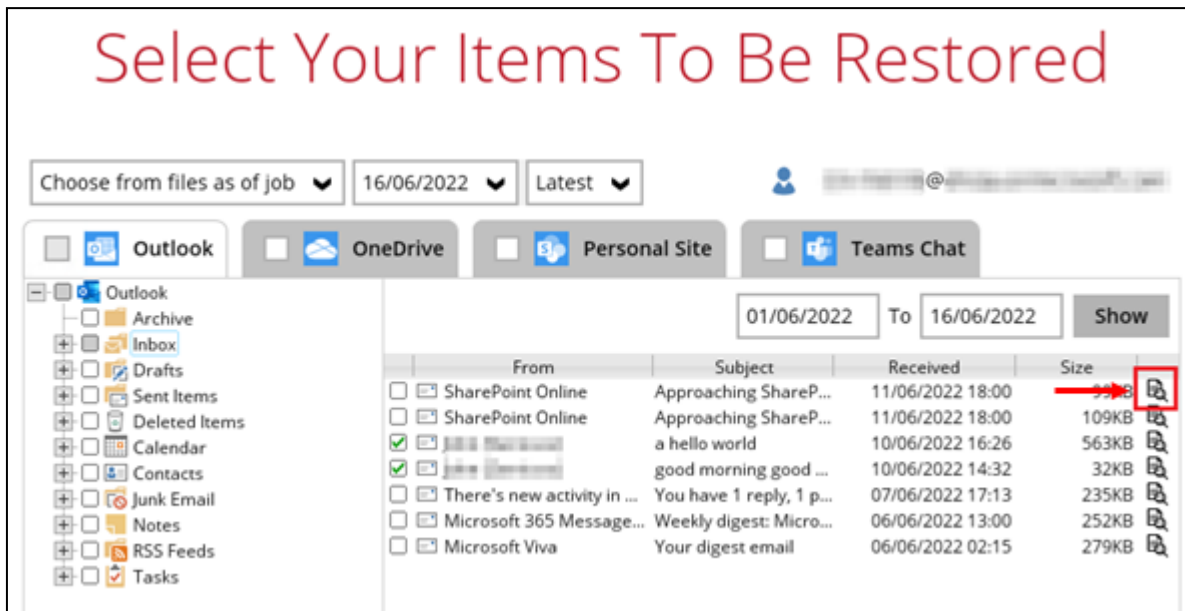 Select Your Items To Be Restored
Choose from files as of job 16/06/2022 Latest @
Outlook OneDrive Personal Site Teams Chat
Outlook
Archive
Inbox
Drafts
Sent Items
Deleted Items
Calendar
Contacts
Junk Email
Notes
RSS Feeds
Tasks
01/06/2022 To 16/06/2022 Show
From Subject Received Size
SharePoint Online Approaching ShareP... 11/06/2022 18:00
SharePoint Online Approaching ShareP... 11/06/2022 18:00 109KB
a hello world 10/06/2022 16:26 563KB
good morning good ... 10/06/2022 14:32 32KB
There's new activity in ... You have 1 reply, 1 p... 07/06/2022 17:13 235KB
Microsoft 365 Message... Weekly digest: Micro... 06/06/2022 13:00 252KB
Microsoft Viva Your digest email 06/06/2022 02:15 279KB